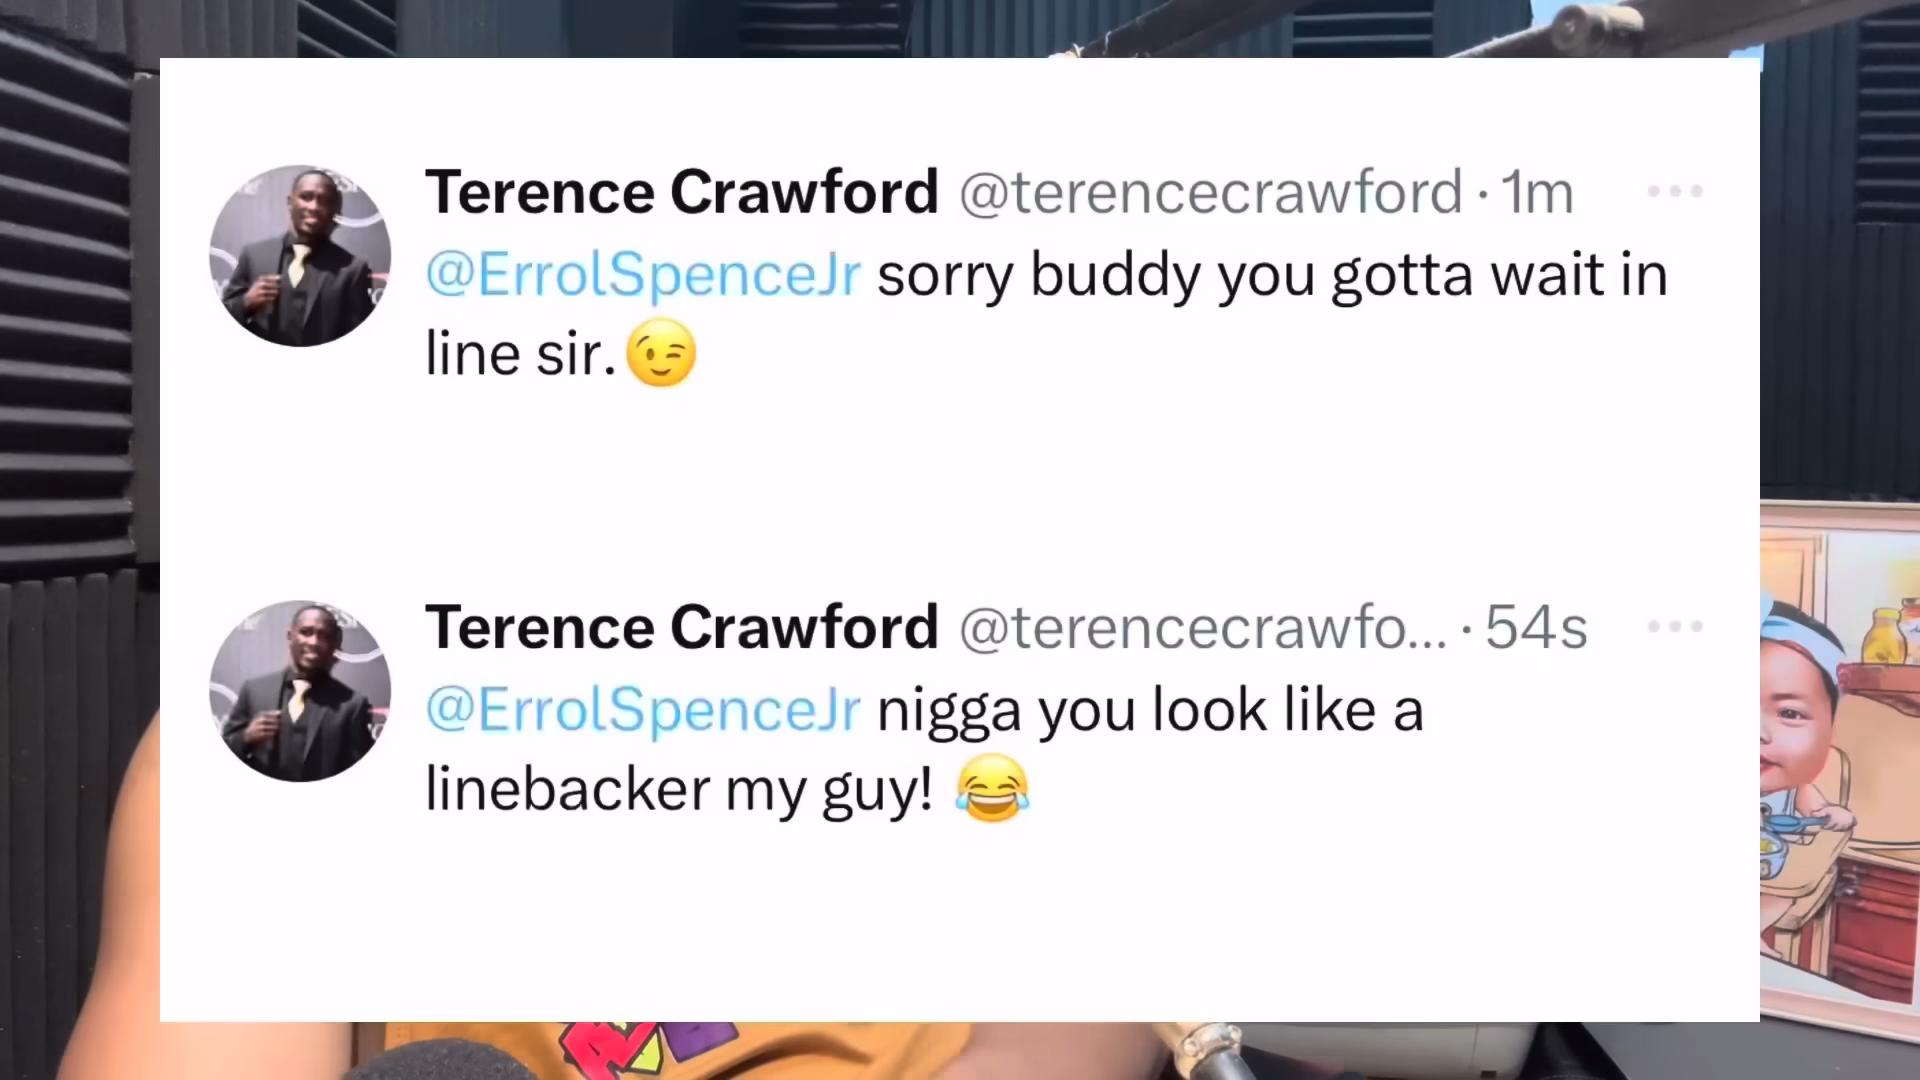 Terence Crawford @terencecrawford · 1m
@ErrolSpenceJr sorry buddy you gotta wait in
line sir.😉
Terence Crawford @terencecrawfo... · 54s
@ErrolSpenceJr nigga you look like a
linebacker my guy! 😂